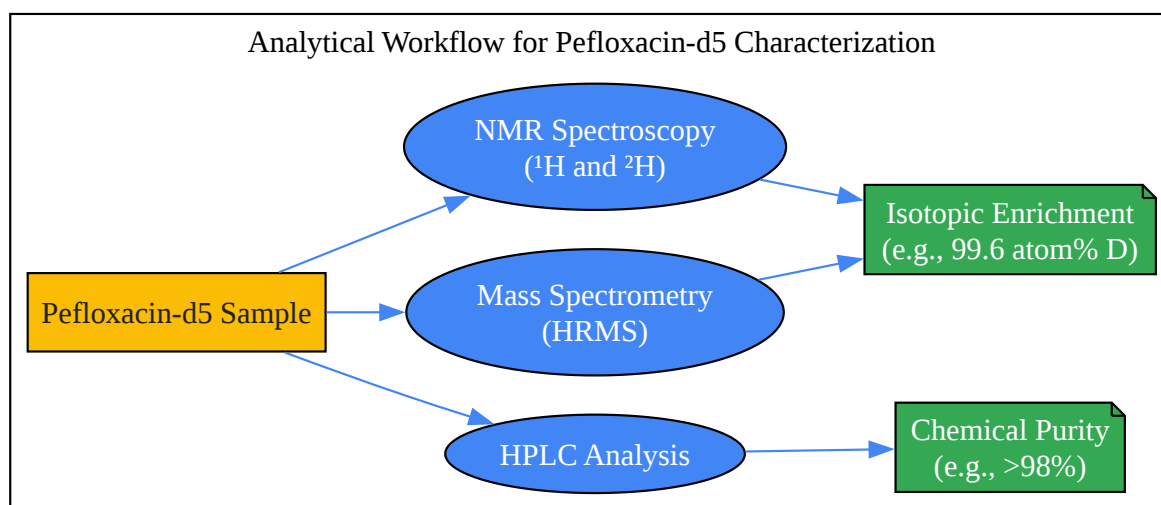 Analytical Workflow for Pefloxacin-d5 Characterization
NMR Spectroscopy
(¹H and ²H)
Isotopic Enrichment
(e.g., 99.6 atom% D)
Pefloxacin-d5 Sample
Mass Spectrometry
(HRMS)
HPLC Analysis
Chemical Purity
(e.g., >98%)